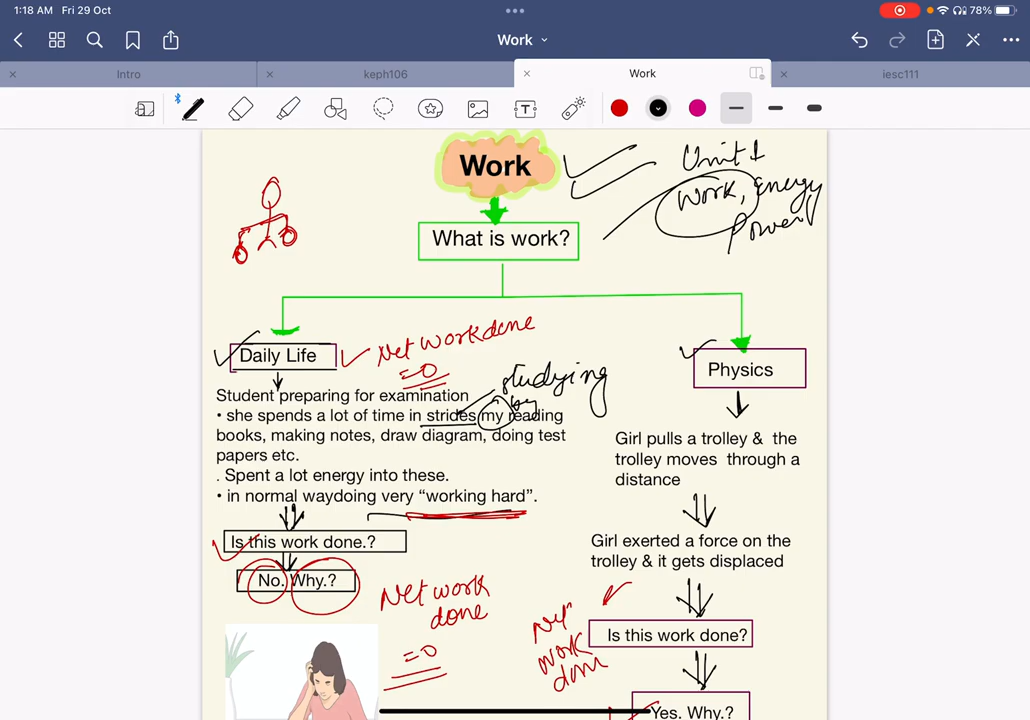 1:18 AM Fri 29 Oct
78%
Work
Intro
keph106
Work
iesc111
T
Work
Unit 1
Work, Energy
Power
What is work?
Daily Life
Net workdone
=0
Physics
studying
by
Student preparing for examination
• she spends a lot of time in strides my reading
books, making notes, draw diagram, doing test
papers etc.
. Spent a lot energy into these.
• in normal waydoing very “working hard”.
Is this work done.?
No. Why.?
Net work
done
=0
Girl pulls a trolley & the
trolley moves through a
distance
Girl exerted a force on the
trolley & it gets displaced
Net
work
done
Is this work done?
Yes. Why.?